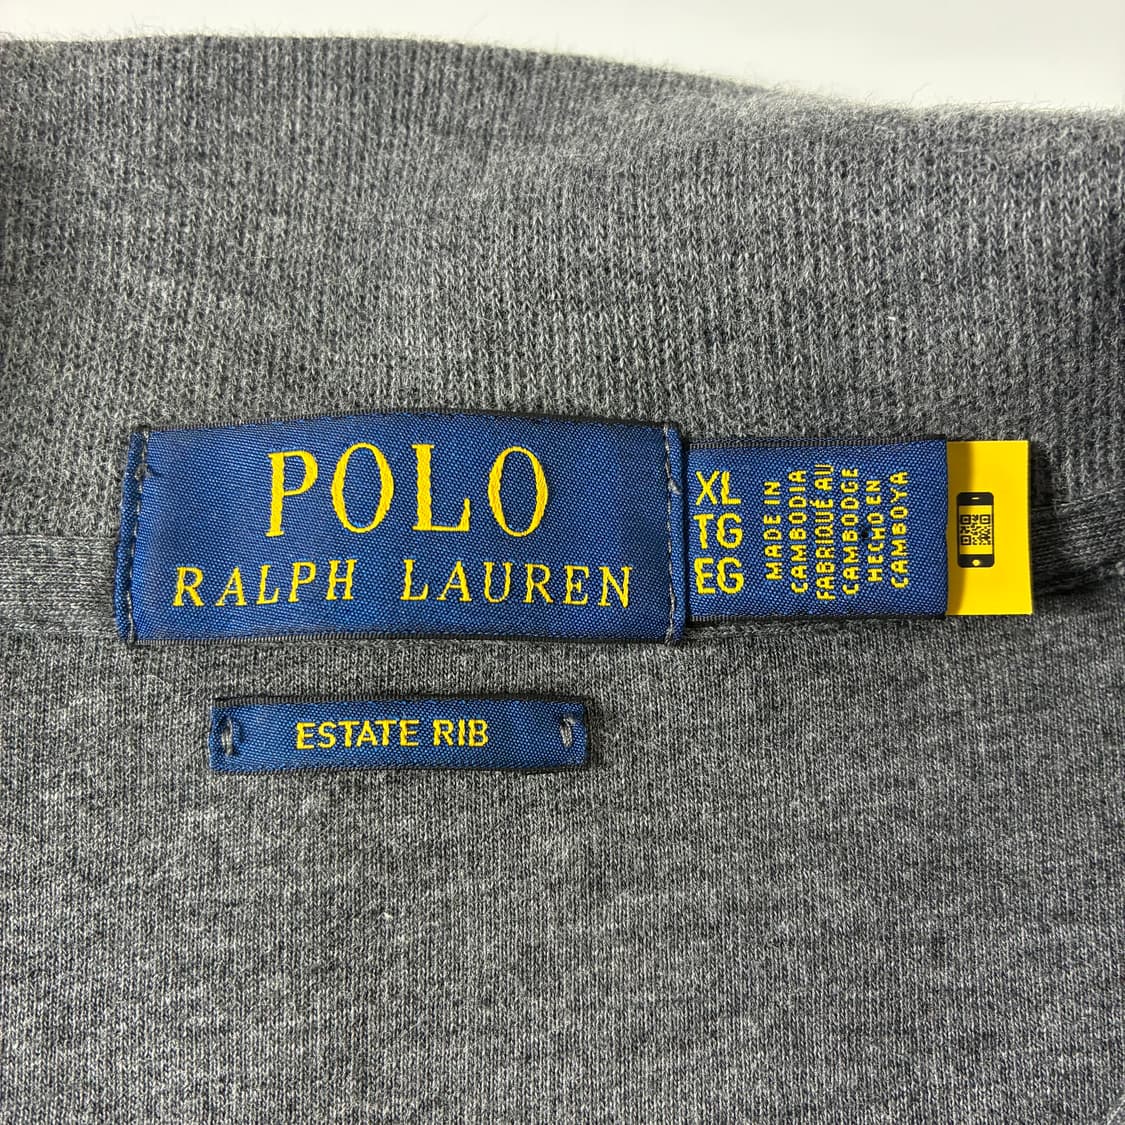 POLO
RALPH LAUREN
XL
TG
EG
MADE IN
CAMBODIA
FABRIQUÉ AU
CAMBODGE
HECHO EN
CAMBOYA
ESTATE RIB